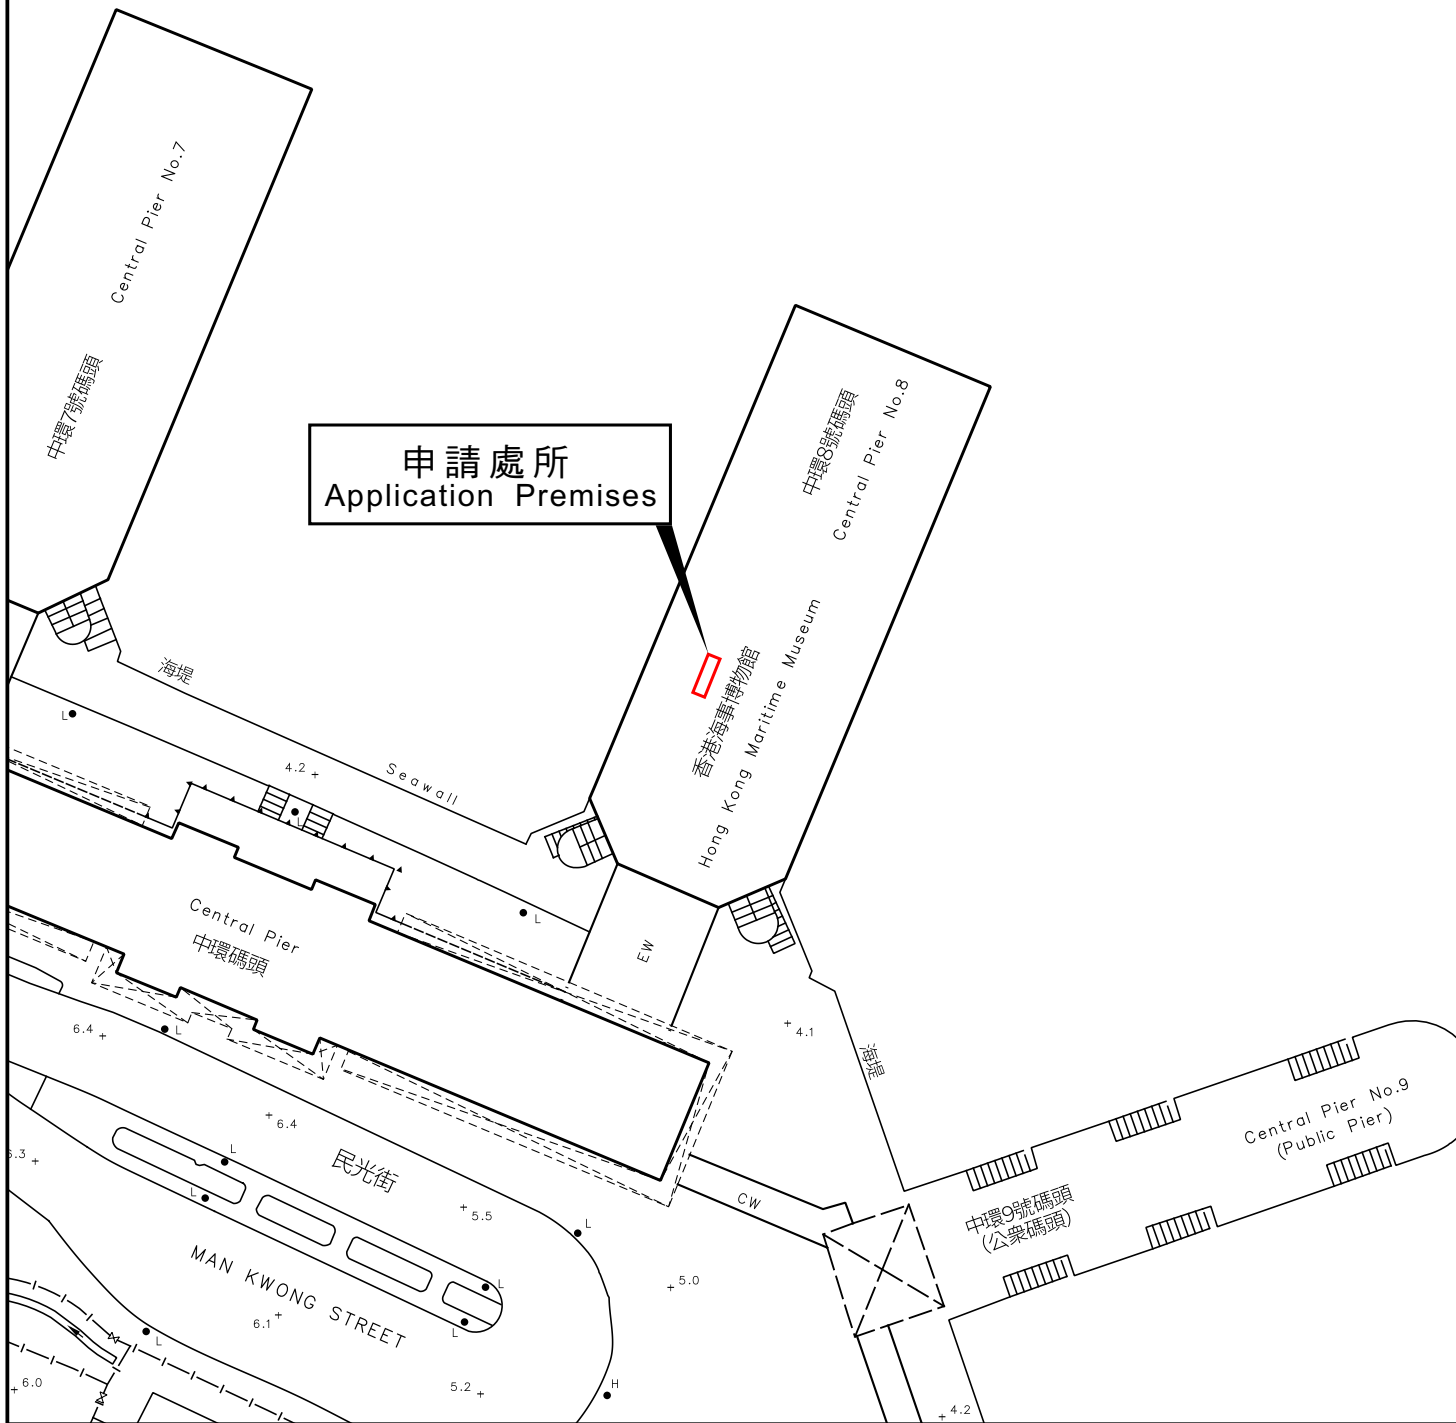 Central Pier No.7
中環7號碼頭
中環8號碼頭
Central Pier No.8
申請處所
Application Premises
香港海事博物館
Hong Kong Maritime Museum
海堤
L
4.2
Seawall
L
L
Central Pier
中環碼頭
EW
6.4
L
4.1
海堤
6.4
Central Pier No.9
(Public Pier)
6.3
L
民光街
L
5.5
CW
中環9號碼頭
(公衆碼頭)
L
MAN KWONG STREET
5.0
L
6.1
L
L
6.0
5.2
H
4.2